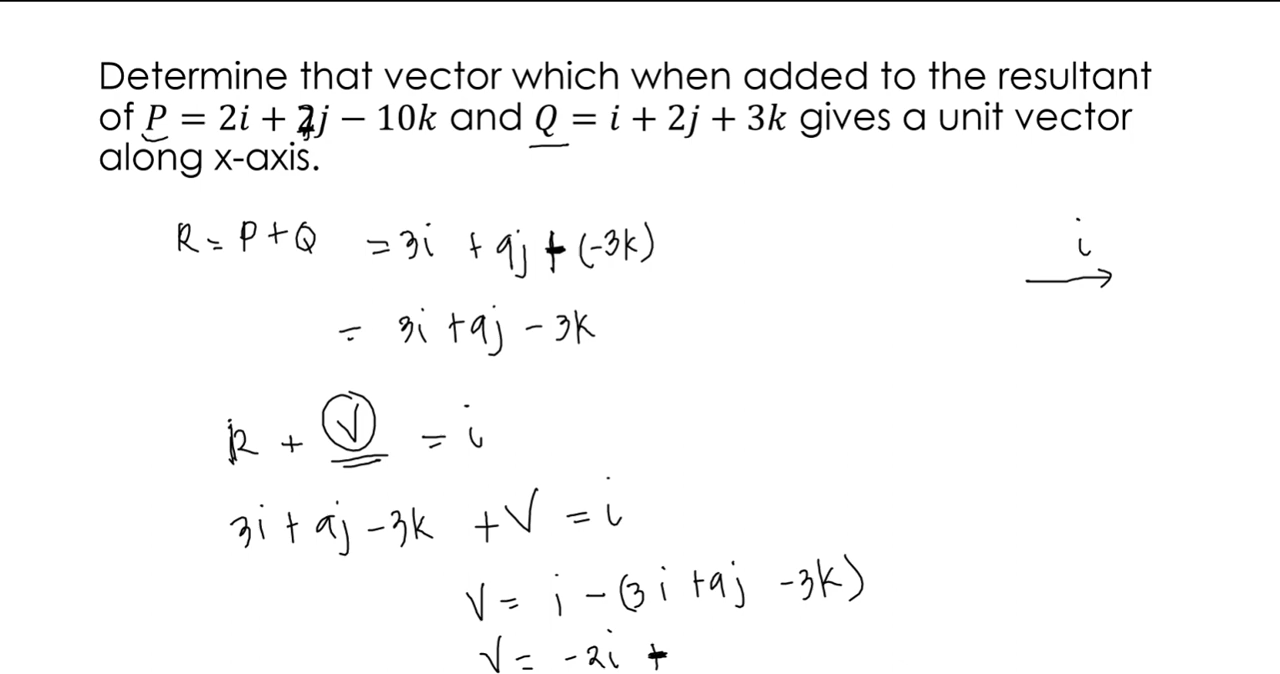 Determine that vector which when added to the resultant
of P = 2i + j − 10k and Q = i + 2j + 3k gives a unit vector
along x-axis.
R = P + Q = 3i + 9j + (-3k)
i
= 3i + 9j - 3k
R + V = i
3i + 9j - 3k + V = i
V = i - (3i + 9j - 3k)
V = -2i +